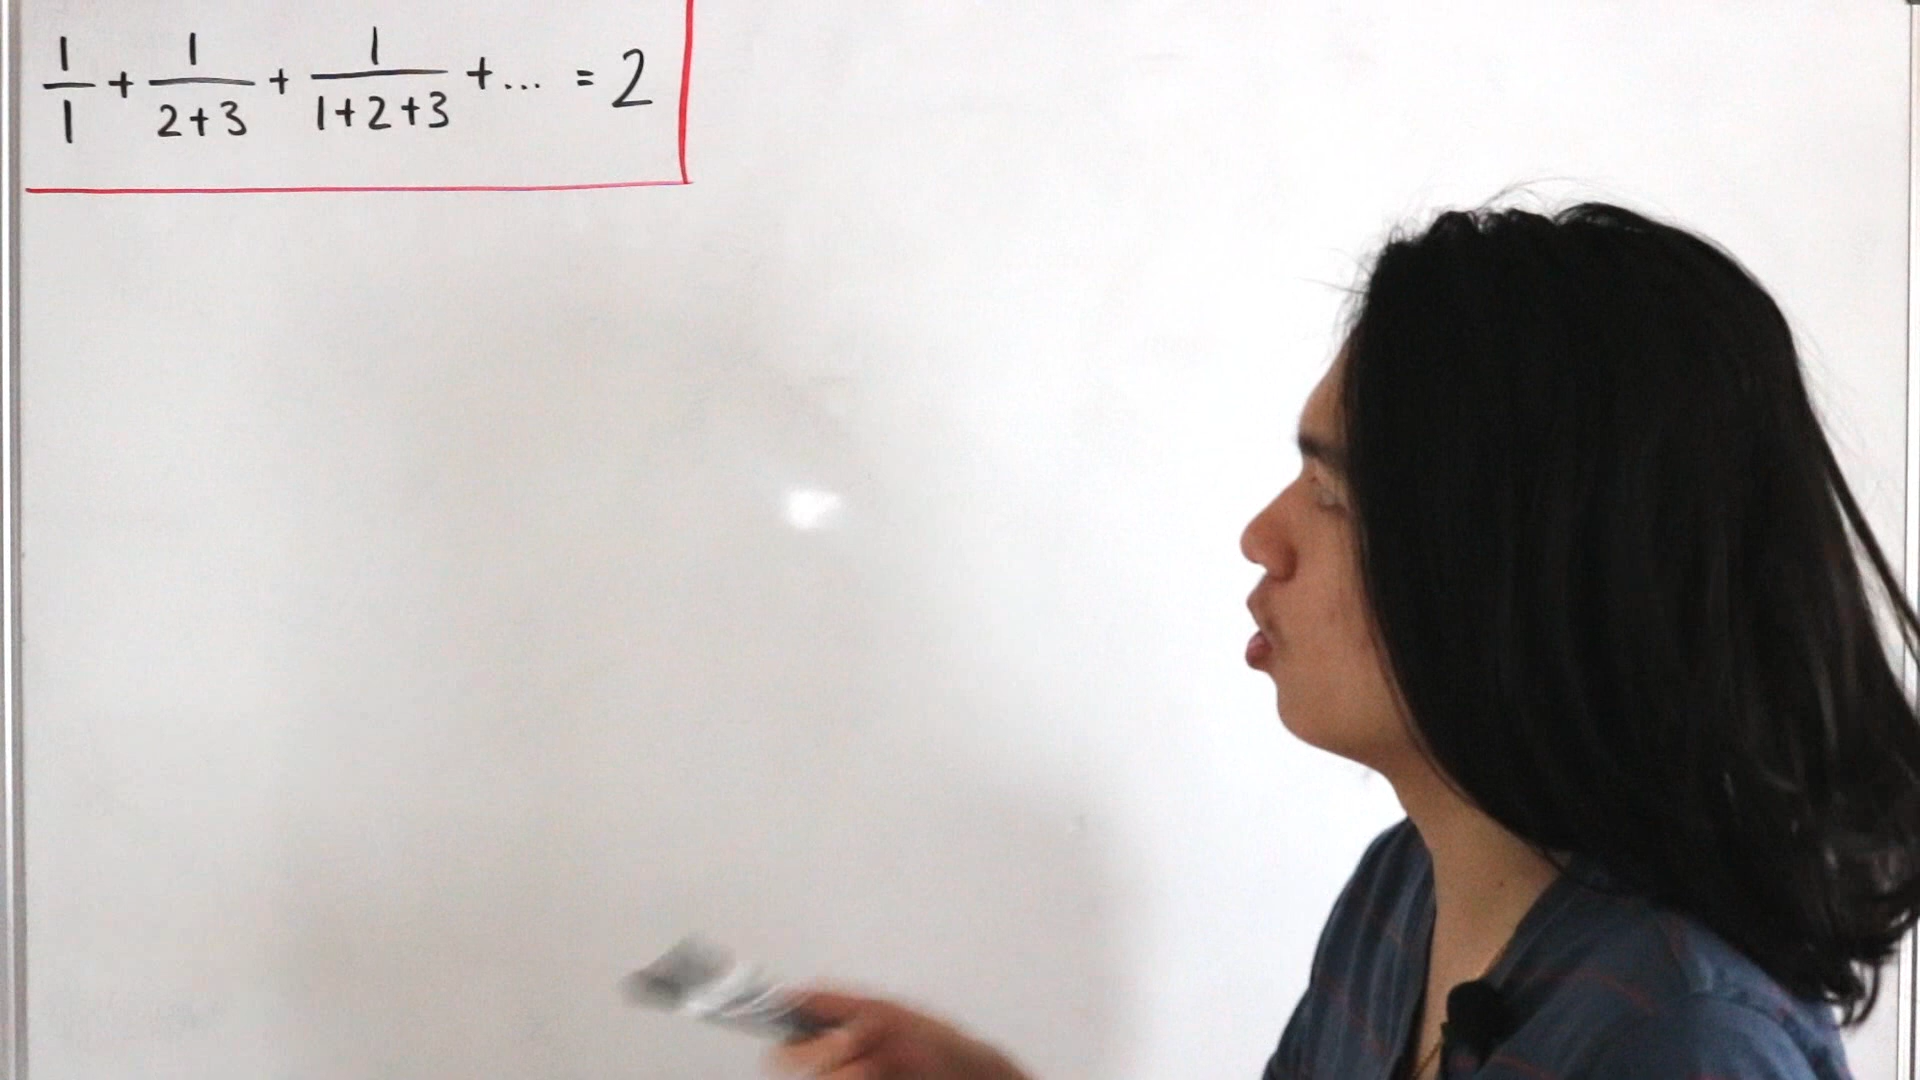 1/1 + 1/(2+3) + 1/(1+2+3) + ... = 2